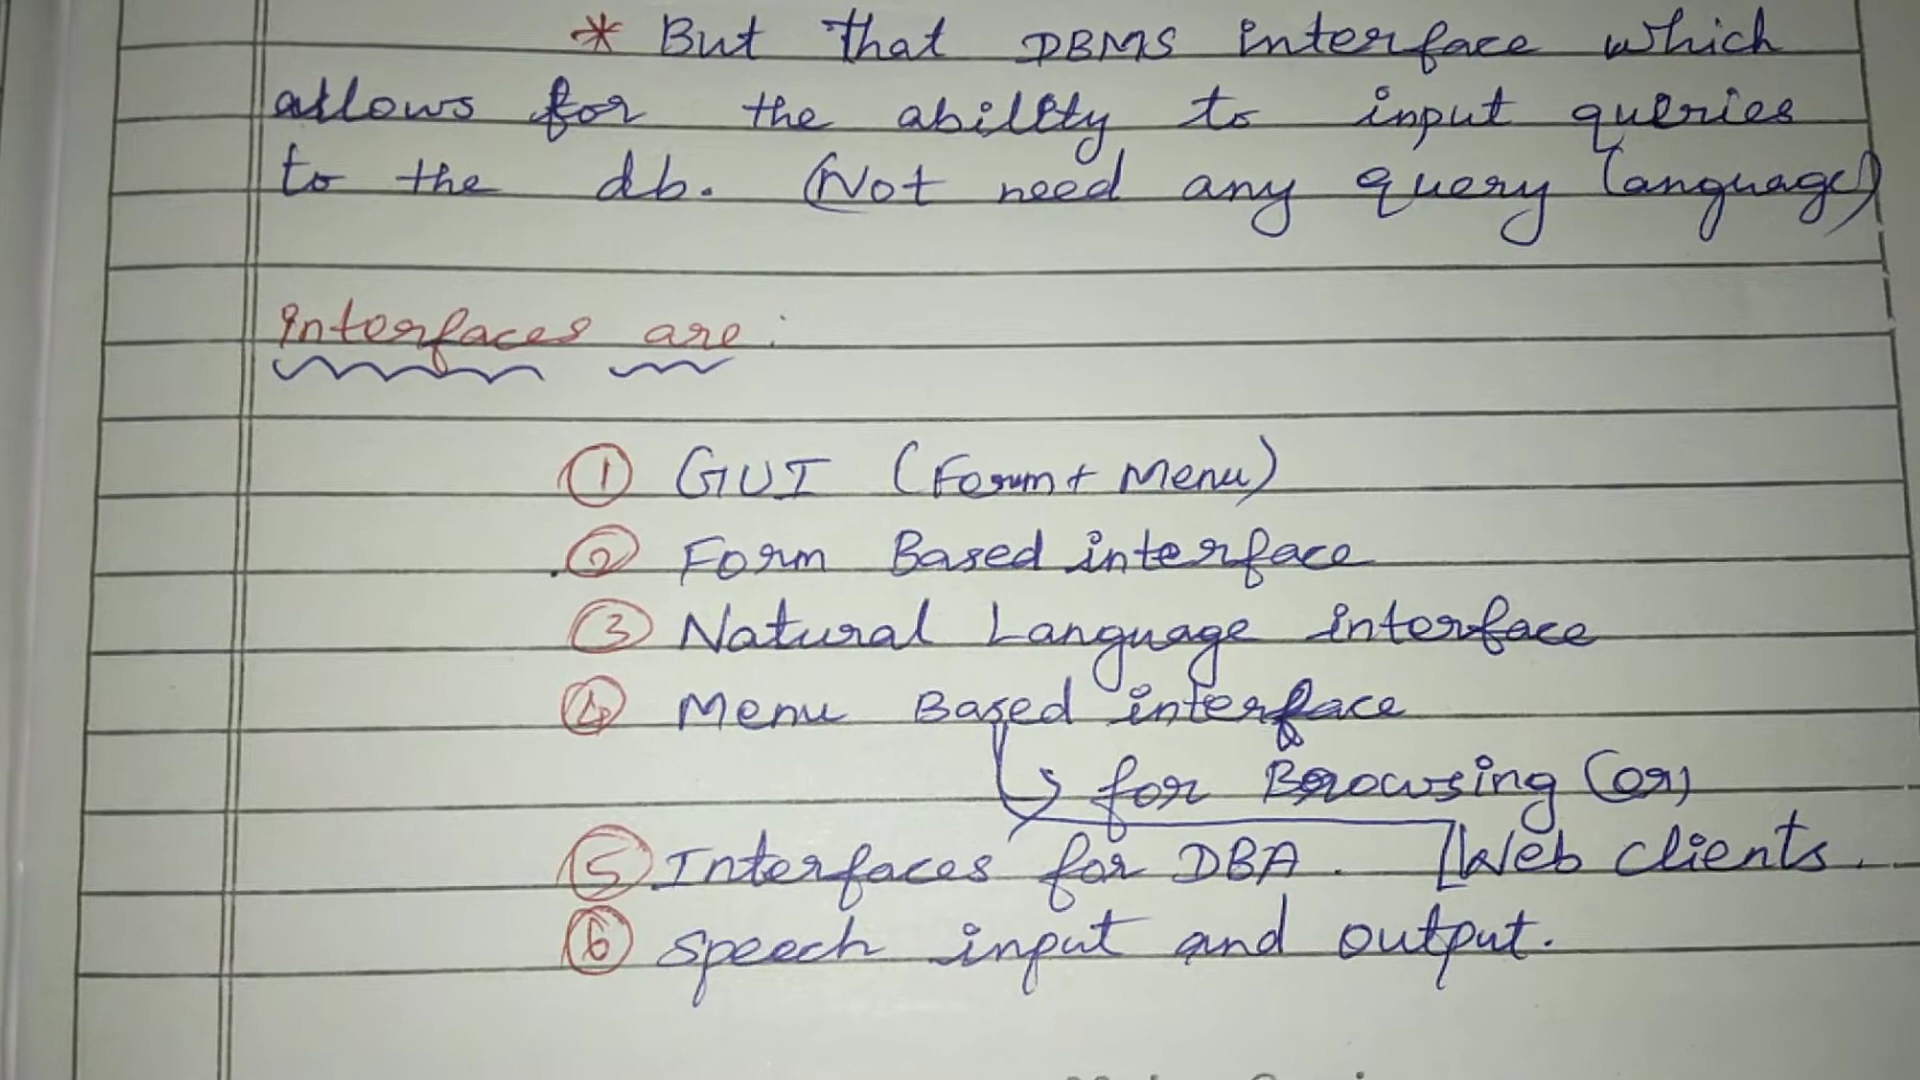 * But that DBMS interface which
allows for the ability to input queries
to the db. (Not need any query language)
interfaces are:
① GUI (Form + Menu)
② Form Based interface
③ Natural Language interface
④ Menu Based interface
↳ for Browsing (or)
[Web clients.
⑤ Interfaces for DBA.
⑥ speech input and output.